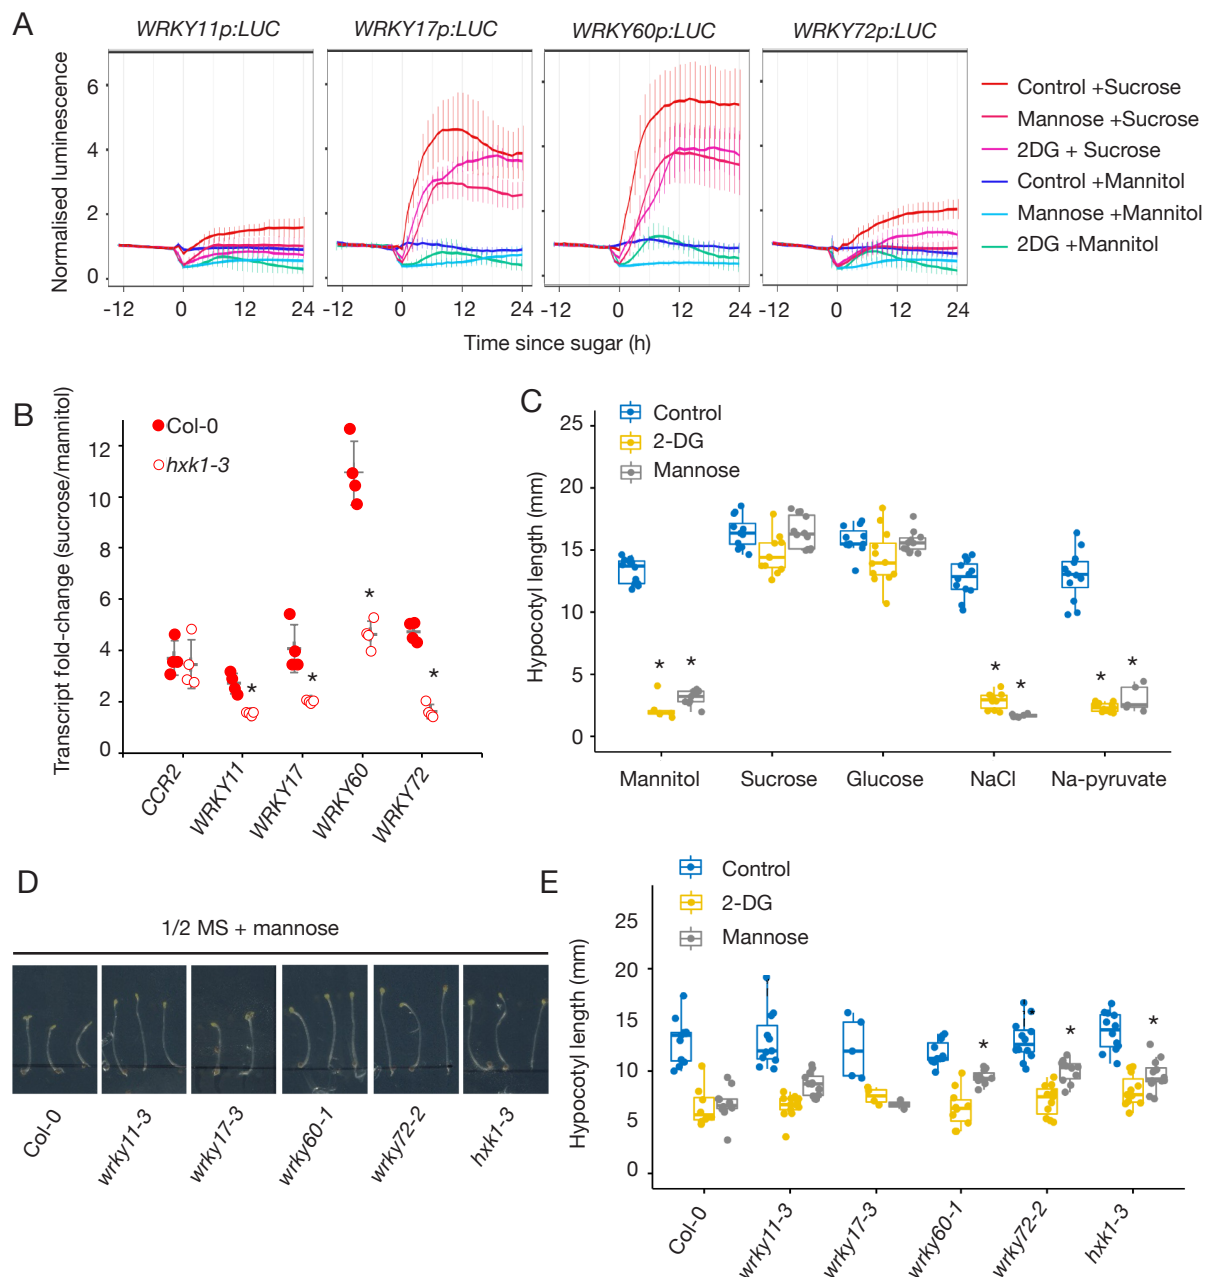 A
WRKY11p:LUC
WRKY17p:LUC
WRKY60p:LUC
WRKY72p:LUC
Normalised luminescence
6
4
2
0
-12 0 12 24
-12 0 12 24
-12 0 12 24
-12 0 12 24
Time since sugar (h)
Control +Sucrose
Mannose +Sucrose
2DG + Sucrose
Control +Mannitol
Mannose +Mannitol
2DG +Mannitol
B
Transcript fold-change (sucrose/mannitol)
Col-0
hxk1-3
12
10
8
6
4
2
0
*
*
*
*
CCR2
WRKY11
WRKY17
WRKY60
WRKY72
C
Hypocotyl length (mm)
Control
2-DG
Mannose
25
20
15
10
5
0
* *
* *
* *
Mannitol
Sucrose
Glucose
NaCl
Na-pyruvate
D
1/2 MS + mannose
Col-0
wrky11-3
wrky17-3
wrky60-1
wrky72-2
hxk1-3
E
Hypocotyl length (mm)
Control
2-DG
Mannose
25
20
15
10
5
0
*
*
*
Col-0
wrky11-3
wrky17-3
wrky60-1
wrky72-2
hxk1-3